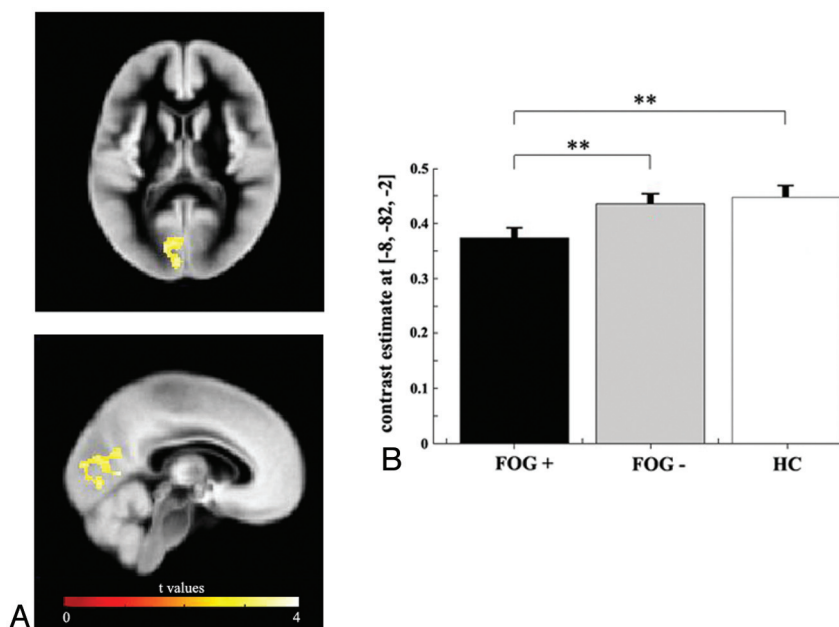 t values
0 4
A
**
**
contrast estimate at [-8, -82, -2]
0.5
0.4
0.3
0.2
0.1
0
FOG + FOG - HC
B